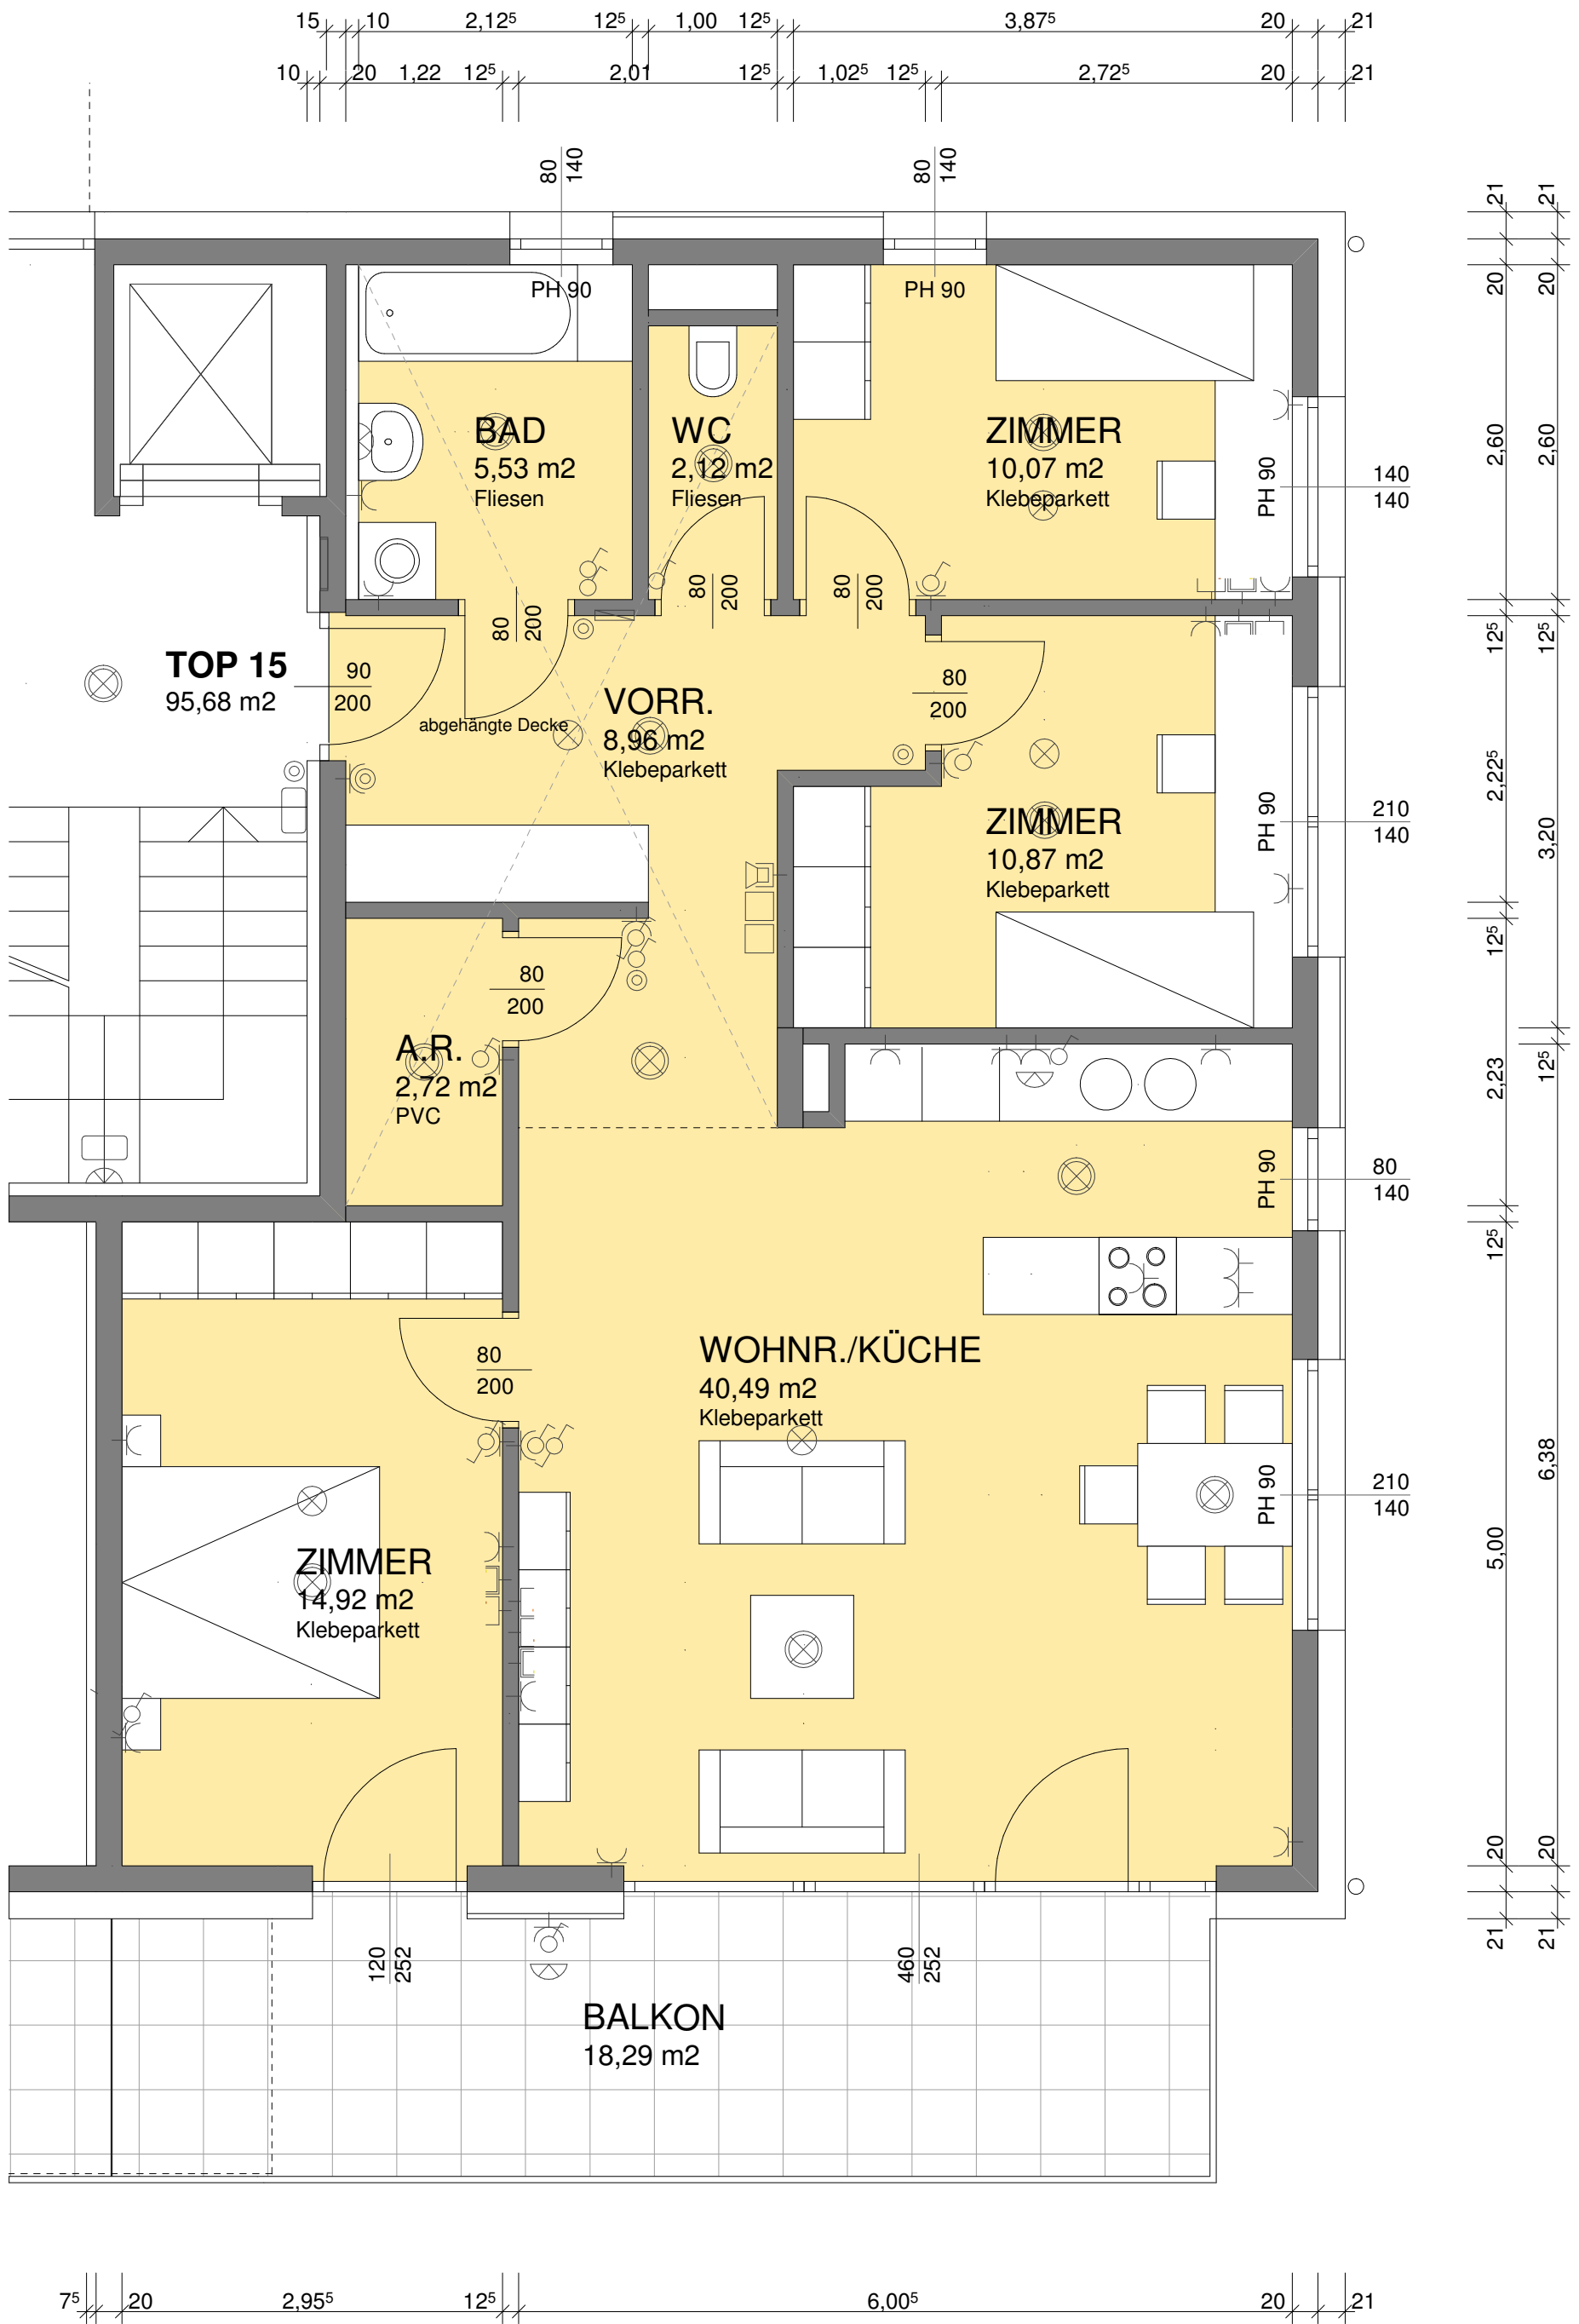 15 10 2,12⁵ 12⁵ 1,00 12⁵ 3,87⁵ 20 21
10 20 1,22 12⁵ 2,01 12⁵ 1,02⁵ 12⁵ 2,72⁵ 20 21
80
140
80
140
21 21
PH 90
PH 90
20 20
BAD
5,53 m2
Fliesen
WC
2,12 m2
Fliesen
ZIMMER
10,07 m2
Klebeparkett
PH 90
140
140
2,60 2,60
80
200
80
200
80
200
12⁵ 12⁵
TOP 15
95,68 m2
90
200
abgehängte Decke
VORR.
8,96 m2
Klebeparkett
80
200
2,22⁵
ZIMMER
10,87 m2
Klebeparkett
PH 90
210
140
3,20
12⁵
80
200
A.R.
2,72 m2
PVC
2,23
12⁵
PH 90
80
140
12⁵
80
200
WOHNR./KÜCHE
40,49 m2
Klebeparkett
PH 90
210
140
6,38
5,00
ZIMMER
14,92 m2
Klebeparkett
20 20
21 21
120
252
460
252
BALKON
18,29 m2
7⁵ 20 2,95⁵ 12⁵ 6,00⁵ 20 21